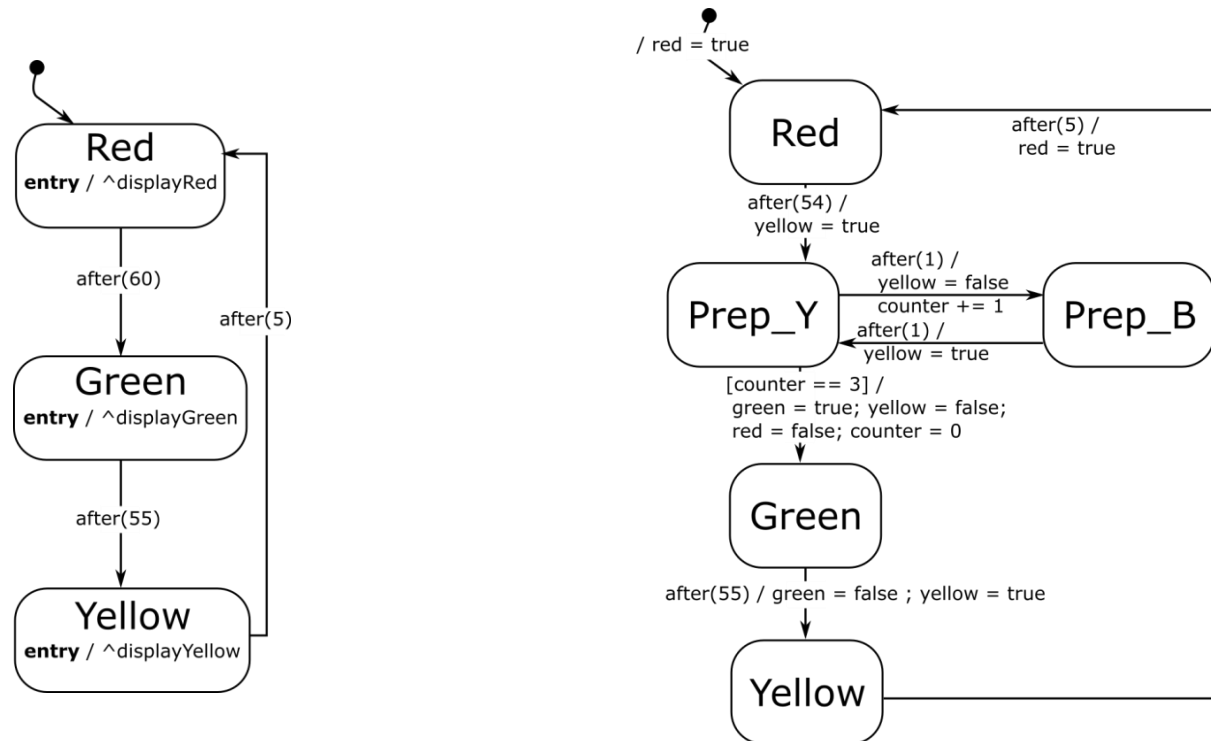 Red
entry / ^displayRed
after(60)
after(5)
Green
entry / ^displayGreen
after(55)
Yellow
entry / ^displayYellow
/ red = true
Red
after(5) /
red = true
after(54) /
yellow = true
Prep_Y
after(1) /
yellow = false
counter += 1
after(1) /
yellow = true
Prep_B
[counter == 3] /
green = true; yellow = false;
red = false; counter = 0
Green
after(55) / green = false ; yellow = true
Yellow